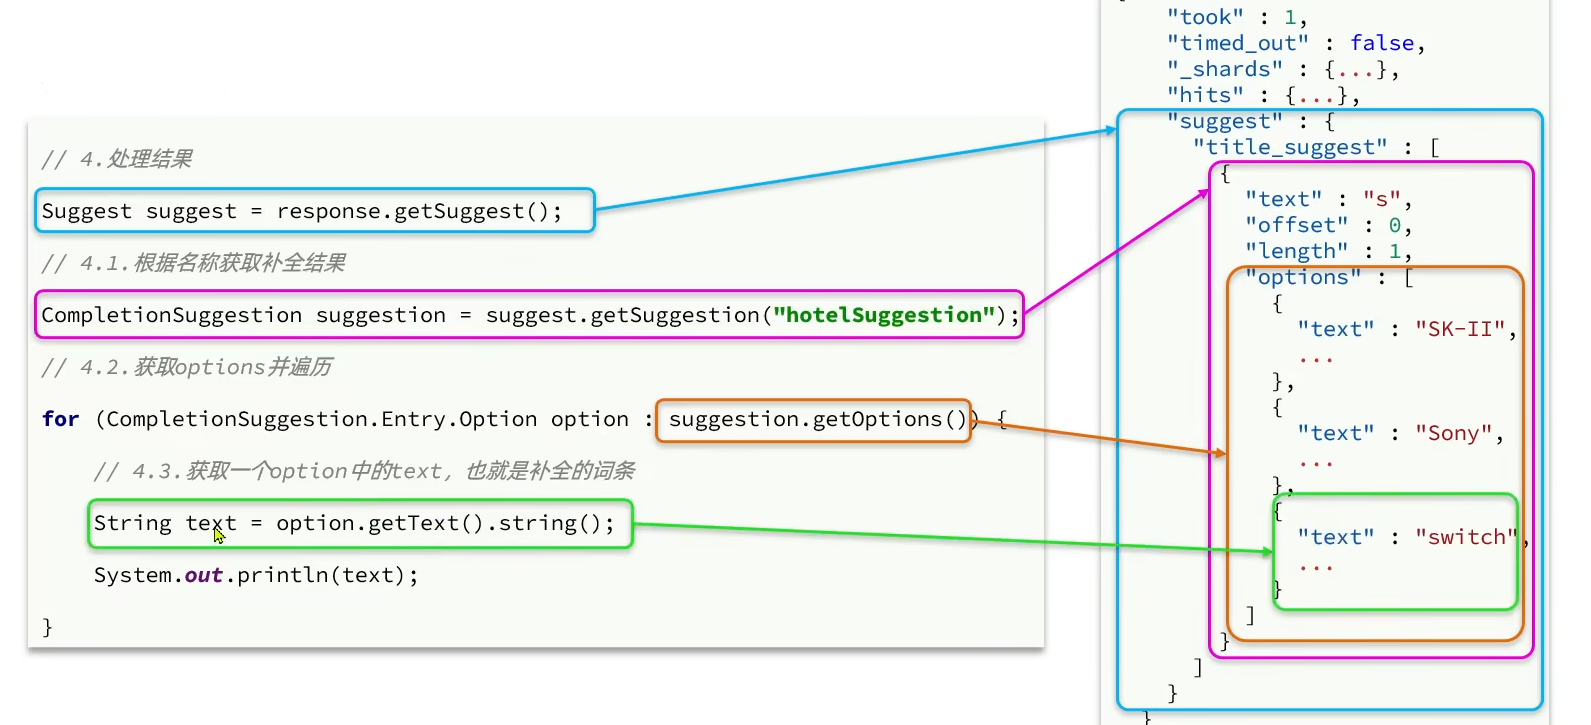 // 4.处理结果
Suggest suggest = response.getSuggest();
// 4.1.根据名称获取补全结果
CompletionSuggestion suggestion = suggest.getSuggestion("hotelSuggestion");
// 4.2.获取options并遍历
for (CompletionSuggestion.Entry.Option option : suggestion.getOptions()) {
// 4.3.获取一个option中的text，也就是补全的词条
String text = option.getText().string();
System.out.println(text);
}
"took" : 1,
"timed_out" : false,
"_shards" : {...},
"hits" : {...},
"suggest" : {
"title_suggest" : [
{
"text" : "s",
"offset" : 0,
"length" : 1,
"options" : [
{
"text" : "SK-II",
...
},
{
"text" : "Sony",
...
},
{
"text" : "switch",
...
}
]
}
]
}
}